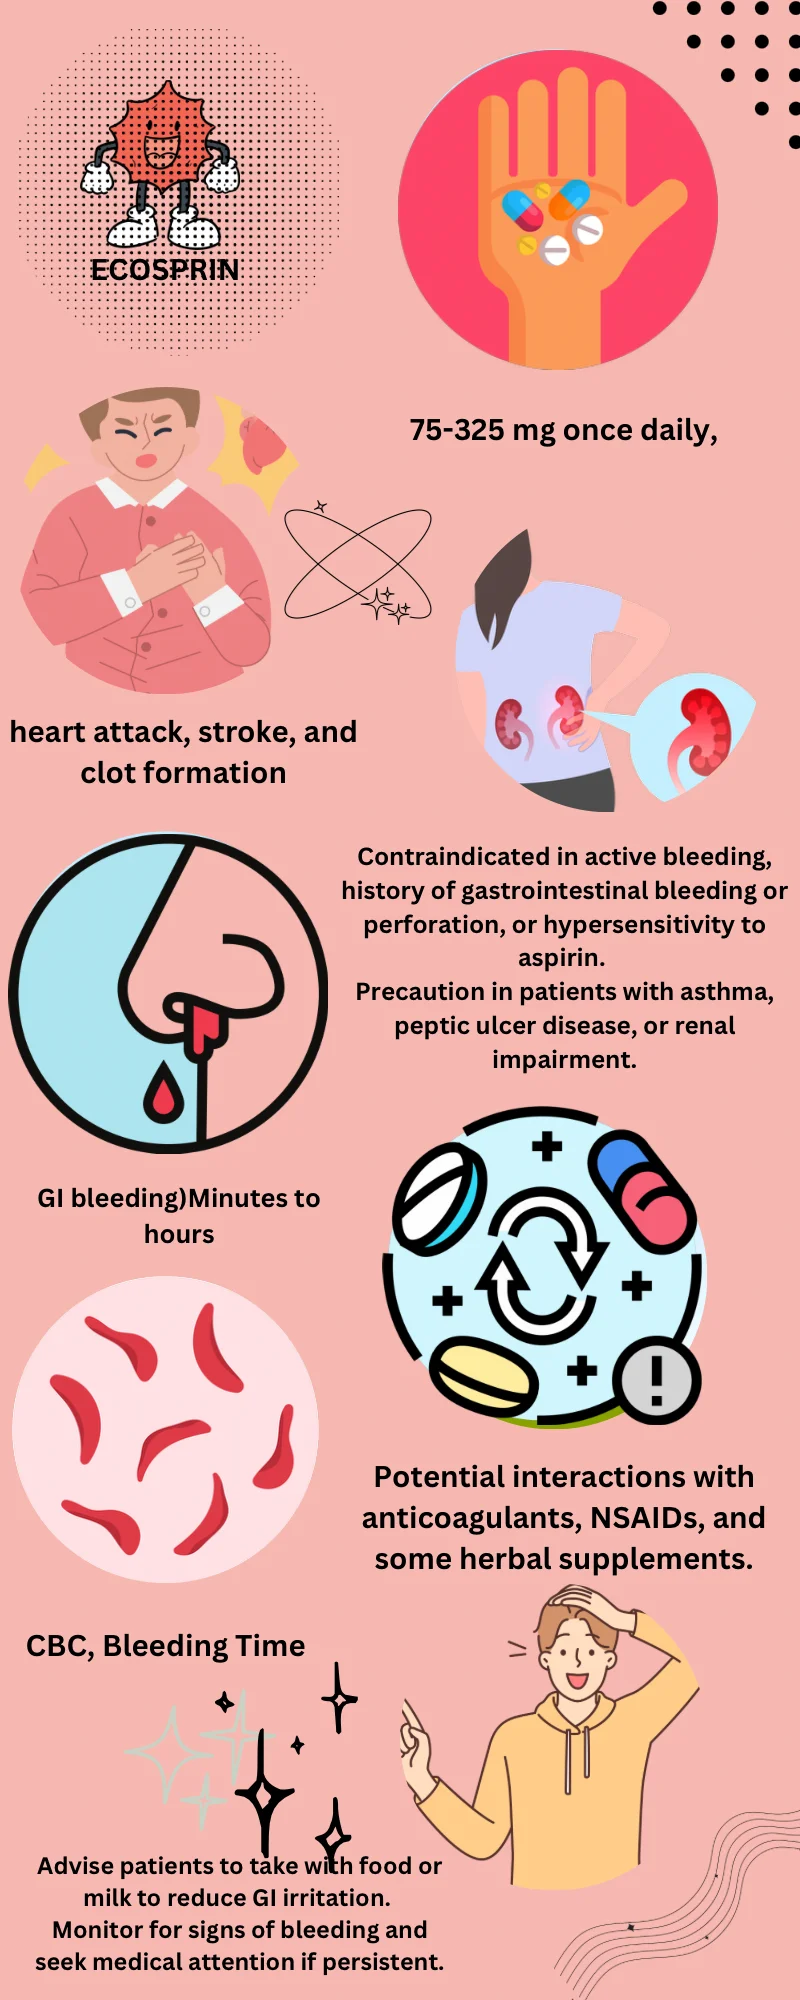 ECOSPRIN
75-325 mg once daily,
heart attack, stroke, and
clot formation
Contraindicated in active bleeding,
history of gastrointestinal bleeding or
perforation, or hypersensitivity to
aspirin.
Precaution in patients with asthma,
peptic ulcer disease, or renal
impairment.
GI bleeding)Minutes to
hours
Potential interactions with
anticoagulants, NSAIDs, and
some herbal supplements.
CBC, Bleeding Time
Advise patients to take with food or
milk to reduce GI irritation.
Monitor for signs of bleeding and
seek medical attention if persistent.